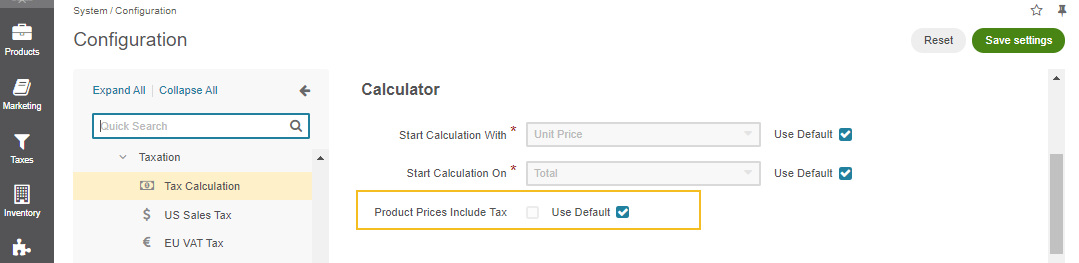 System / Configuration
Configuration
Reset
Save settings
Products
Marketing
Taxes
Inventory
Expand All | Collapse All
Quick Search
Taxation
Tax Calculation
$ US Sales Tax
€ EU VAT Tax
Calculator
Start Calculation With * Unit Price Use Default
Start Calculation On * Total Use Default
Product Prices Include Tax Use Default